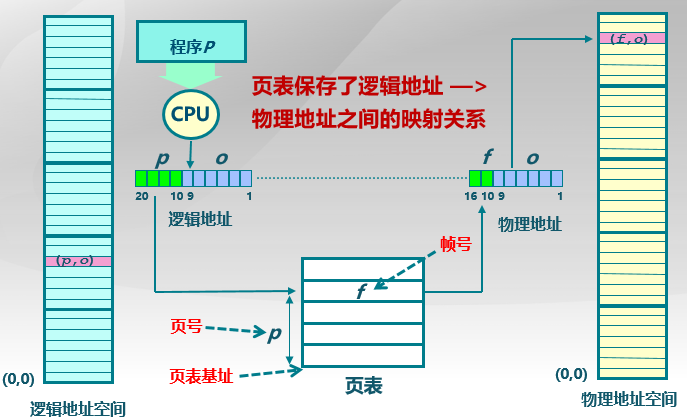 程序P
CPU
页表保存了逻辑地址 —>
物理地址之间的映射关系
(f,o)
p o
f o
20 10 9 1
16 10 9 1
逻辑地址
物理地址
帧号
(p,o)
f
页号
p
页表基址
页表
(0,0)
(0,0)
逻辑地址空间
物理地址空间